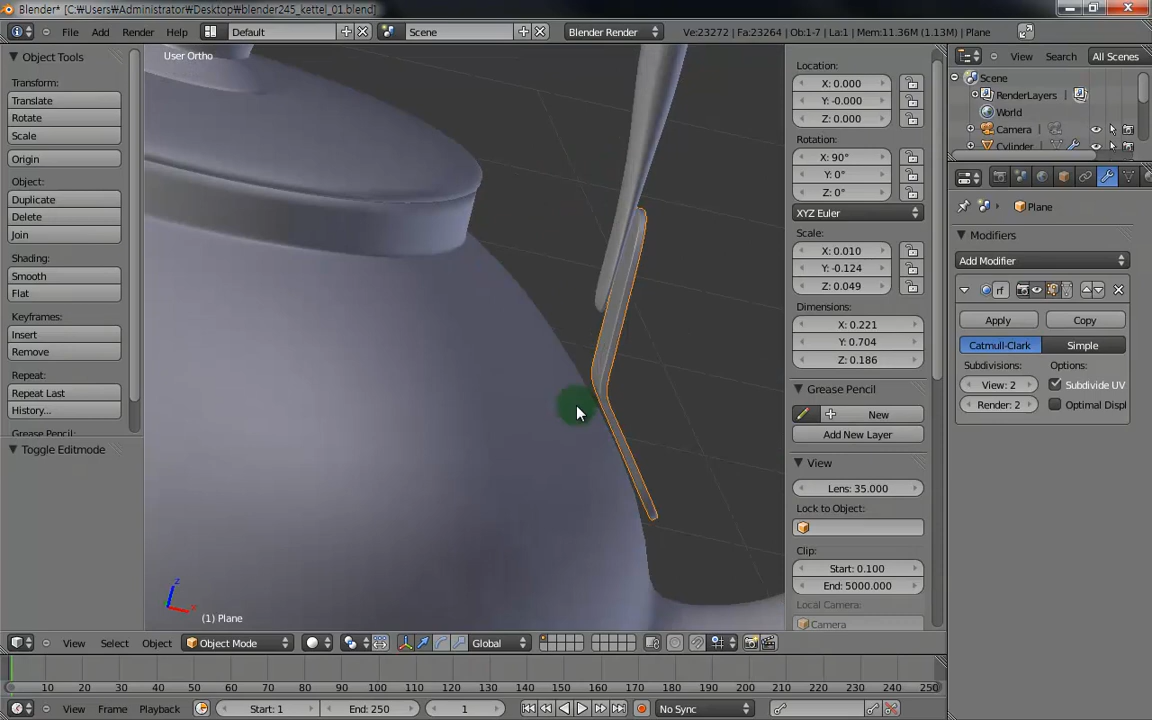 Blender* [C:₩Users₩Administrator₩Desktop₩blender245_kettel_01.blend]
File Add Render Help Default Scene Blender Render Ve:23272 | Fa:23264 | Ob:1-7 | La:1 | Mem:11.36M (1.13M) | Plane
Object Tools
Transform:
Translate
Rotate
Scale
Origin
Object:
Duplicate
Delete
Join
Shading:
Smooth
Flat
Keyframes:
Insert
Remove
Repeat:
Repeat Last
History...
Grease Pencil:
Toggle Editmode
User Ortho
(1) Plane
Location:
X: 0.000
Y: -0.000
Z: 0.000
Rotation:
X: 90°
Y: 0°
Z: 0°
XYZ Euler
Scale:
X: 0.010
Y: -0.124
Z: 0.049
Dimensions:
X: 0.221
Y: 0.704
Z: 0.186
Grease Pencil
New
Add New Layer
View
Lens: 35.000
Lock to Object:
Clip:
Start: 0.100
End: 5000.000
Local Camera:
Camera
View Search All Scenes
Scene
RenderLayers
World
Camera
Cylinder
Plane
Modifiers
Add Modifier
rf
Apply Copy
Catmull-Clark Simple
Subdivisions: Options:
View: 2 Subdivide UV
Render: 2 Optimal Displ
View Select Object Object Mode Global
0 10 20 30 40 50 60 70 80 90 100 110 120 130 140 150 160 170 180 190 200 210 220 230 240 250
View Frame Playback Start: 1 End: 250 1 No Sync